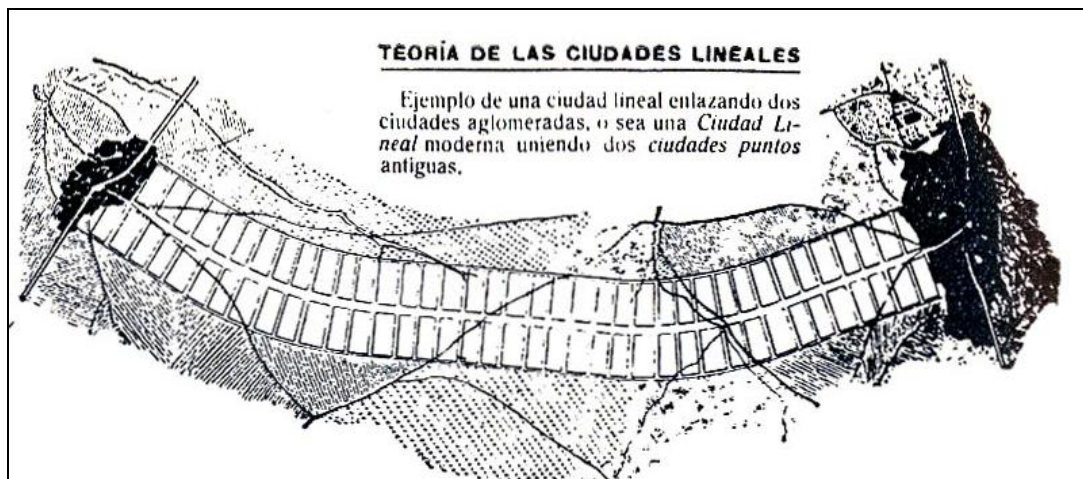 TEORÍA DE LAS CIUDADES LINEALES
Ejemplo de una ciudad lineal enlazando dos
ciudades aglomeradas, o sea una Ciudad Li-
neal moderna uniendo dos ciudades puntos
antiguas.